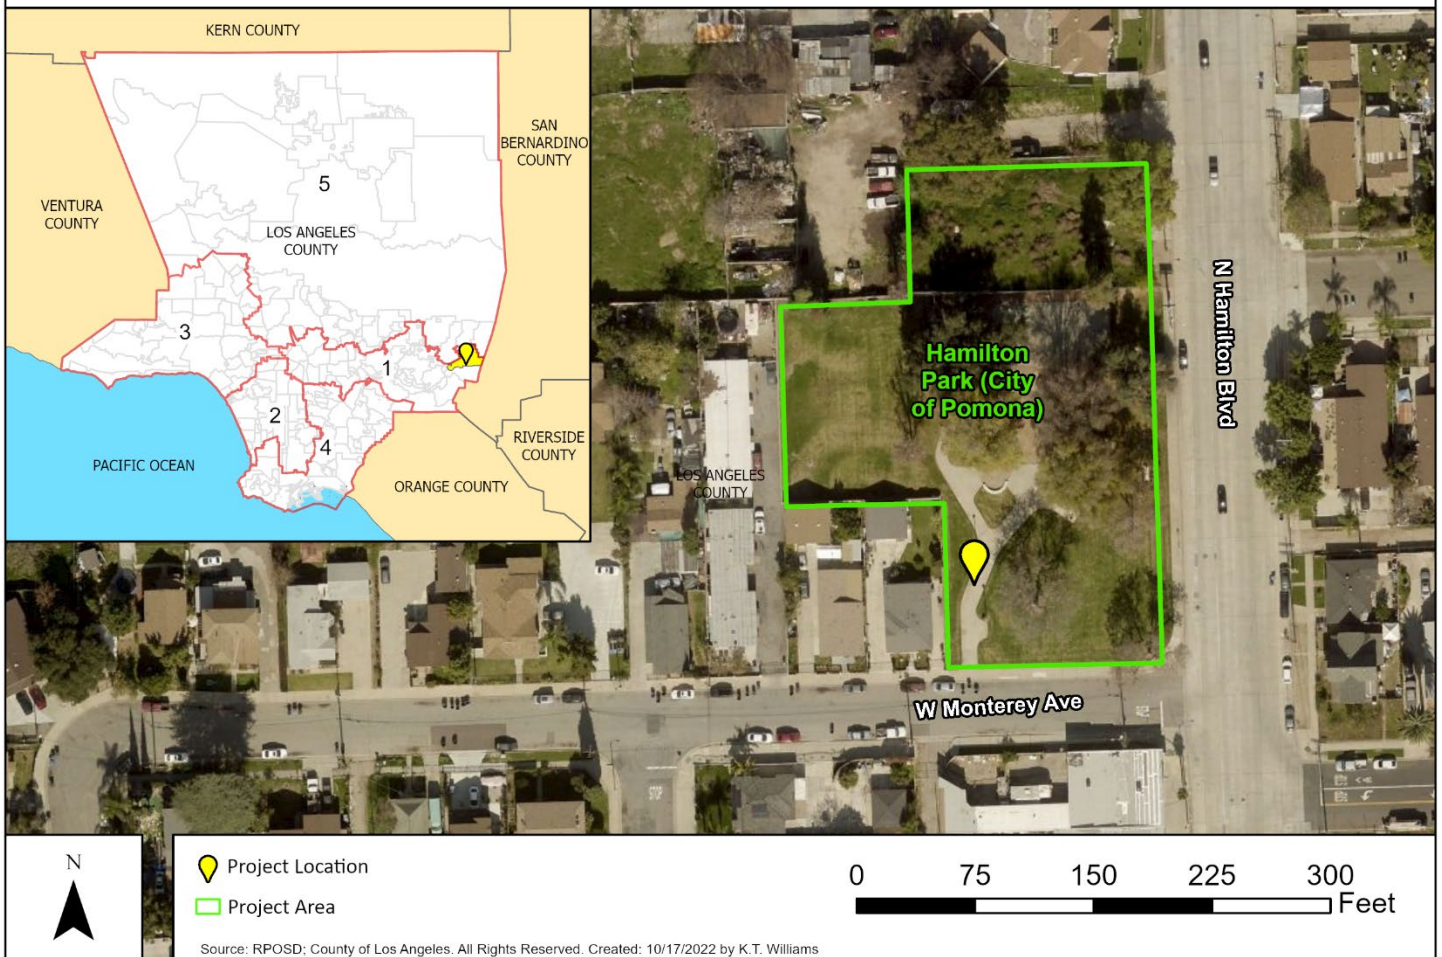 KERN COUNTY
SAN
BERNARDINO
COUNTY
5
VENTURA
COUNTY
LOS ANGELES
COUNTY
3
1
2
4
PACIFIC OCEAN
RIVERSIDE
COUNTY
ORANGE COUNTY
N Hamilton Blvd
Hamilton
Park (City
of Pomona)
LOS ANGELES
COUNTY
W Monterey Ave
STOP
N
Project Location
Project Area
0 75 150 225 300
Feet
Source: RPOSD; County of Los Angeles. All Rights Reserved. Created: 10/17/2022 by K.T. Williams